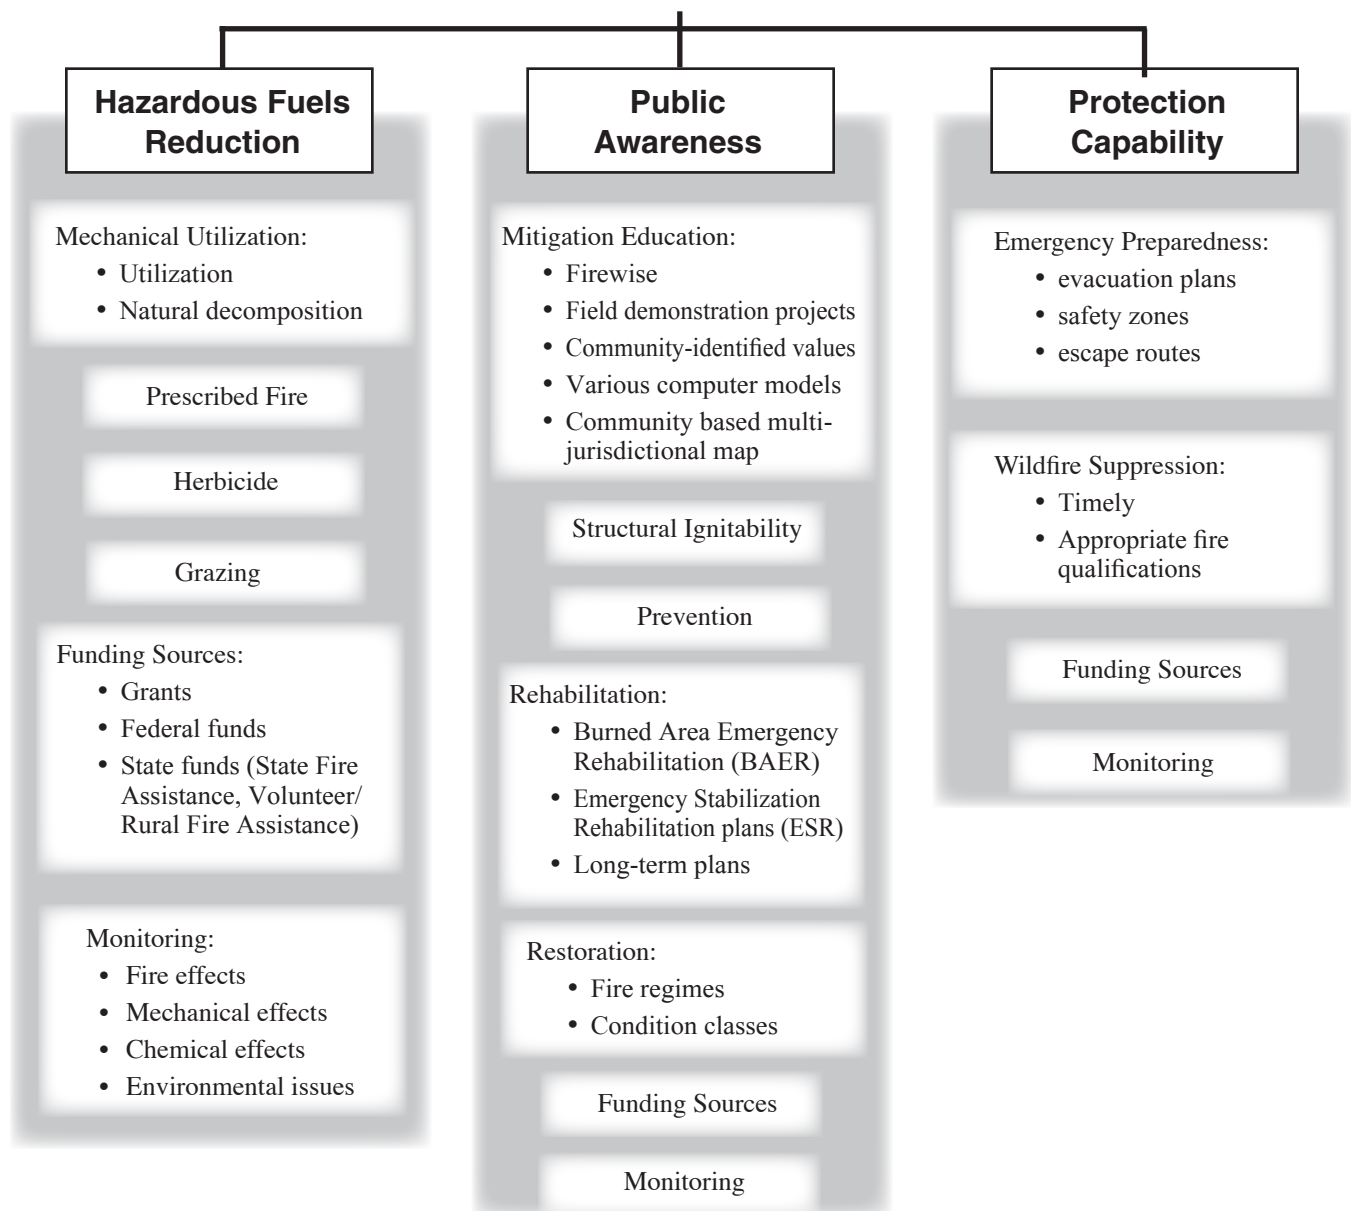 Hazardous Fuels
Reduction
Mechanical Utilization:
• Utilization
• Natural decomposition
Prescribed Fire
Herbicide
Grazing
Funding Sources:
• Grants
• Federal funds
• State funds (State Fire
Assistance, Volunteer/
Rural Fire Assistance)
Monitoring:
• Fire effects
• Mechanical effects
• Chemical effects
• Environmental issues
Public
Awareness
Mitigation Education:
• Firewise
• Field demonstration projects
• Community-identified values
• Various computer models
• Community based multi-
jurisdictional map
Structural Ignitability
Prevention
Rehabilitation:
• Burned Area Emergency
Rehabilitation (BAER)
• Emergency Stabilization
Rehabilitation plans (ESR)
• Long-term plans
Restoration:
• Fire regimes
• Condition classes
Funding Sources
Monitoring
Protection
Capability
Emergency Preparedness:
• evacuation plans
• safety zones
• escape routes
Wildfire Suppression:
• Timely
• Appropriate fire
qualifications
Funding Sources
Monitoring